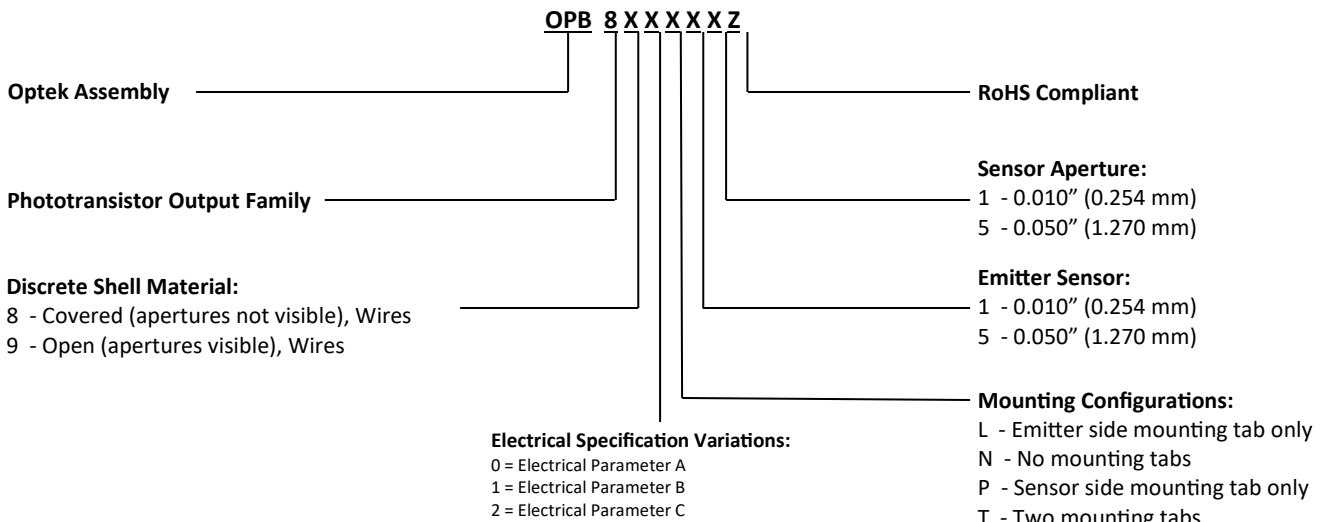 OPB 8 X X X X X Z
Optek Assembly
RoHS Compliant
Phototransistor Output Family
Sensor Aperture:
1 - 0.010” (0.254 mm)
5 - 0.050” (1.270 mm)
Discrete Shell Material:
8 - Covered (apertures not visible), Wires
9 - Open (apertures visible), Wires
Emitter Sensor:
1 - 0.010” (0.254 mm)
5 - 0.050” (1.270 mm)
Electrical Specification Variations:
0 = Electrical Parameter A
1 = Electrical Parameter B
2 = Electrical Parameter C
Mounting Configurations:
L - Emitter side mounting tab only
N - No mounting tabs
P - Sensor side mounting tab only
T - Two mounting tabs